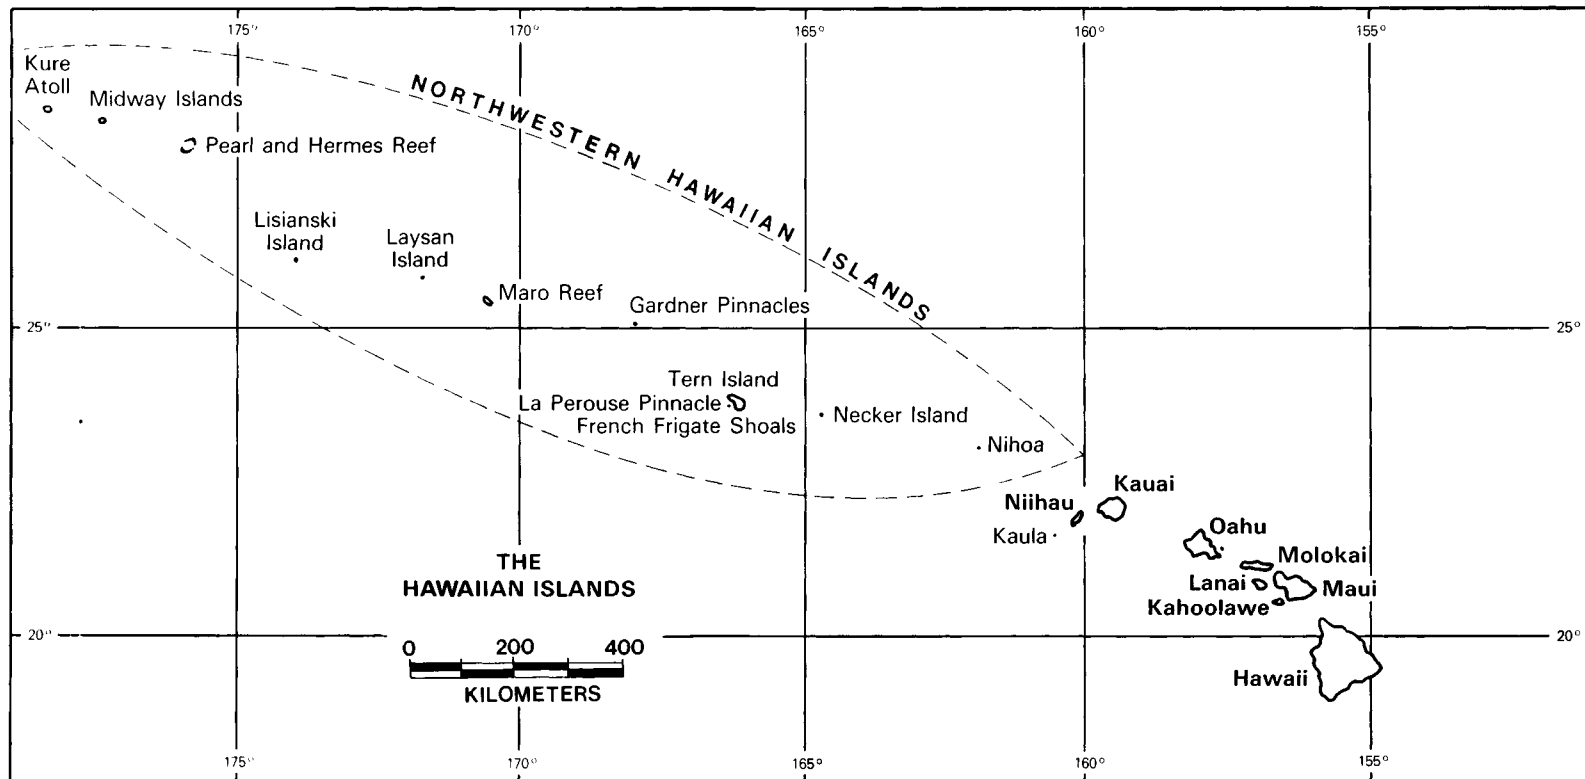 175° 170° 165° 160° 155°
Kure
Atoll
Midway Islands
Pearl and Hermes Reef
NORTHWESTERN HAWAIIAN ISLANDS
Lisianski
Island
Laysan
Island
Maro Reef
Gardner Pinnacles
25° 25°
Tern Island
La Perouse Pinnacle
French Frigate Shoals
Necker Island
Nihoa
Kauai
Niihau
Kaula
Oahu
Molokai
Lanai
Maui
Kahoolawe
THE
HAWAIIAN ISLANDS
20° 20°
0 200 400
KILOMETERS
Hawaii
175° 170° 165° 160° 155°